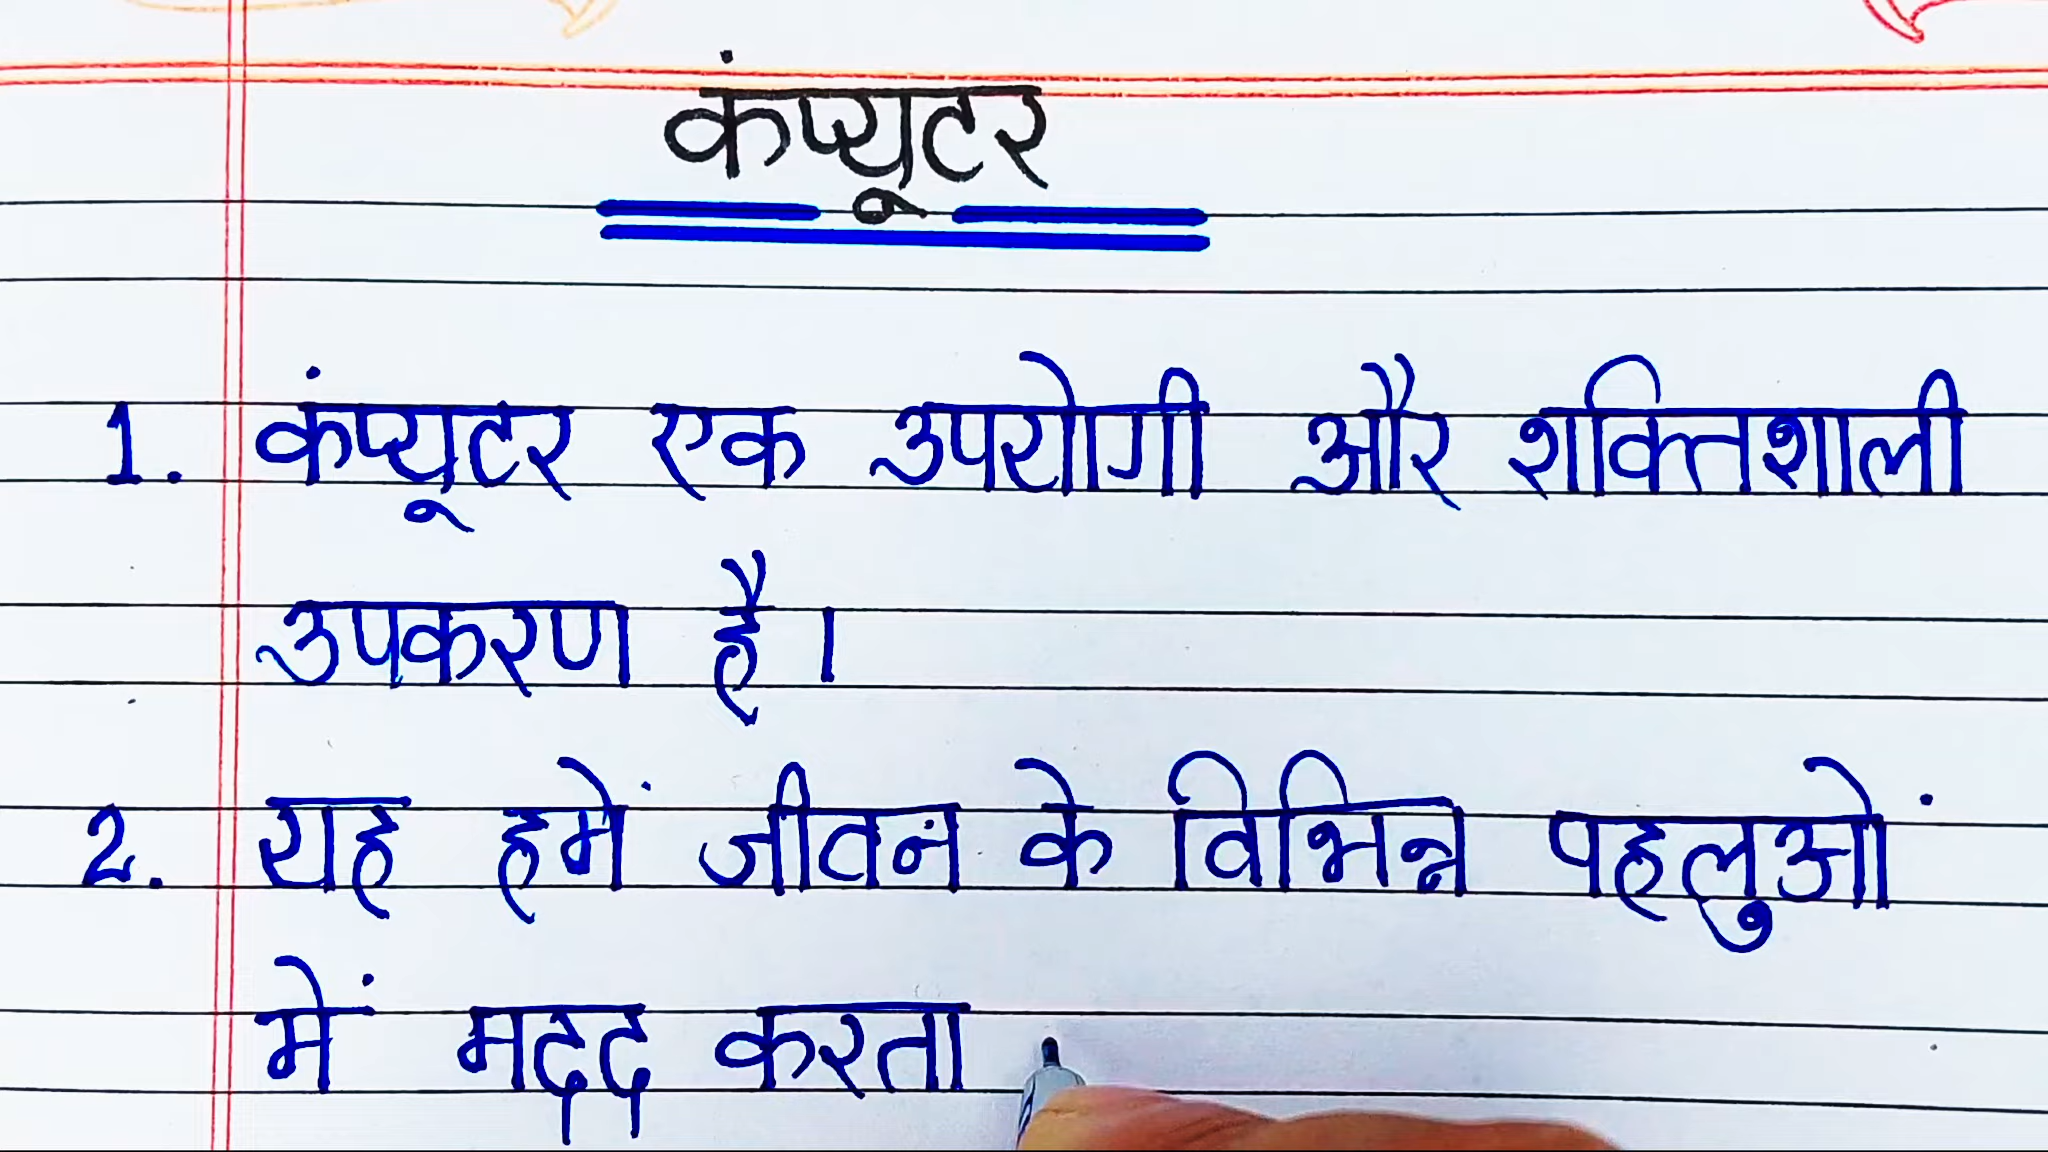 कंप्यूटर
1. कंप्यूटर एक उपयोगी और शक्तिशाली
उपकरण है।
2. यह हमें जीवन के विभिन्न पहलुओं
में मदद करता